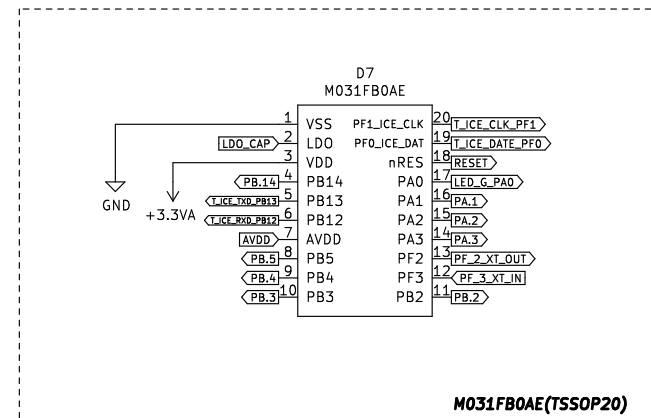 D7
M031FB0AE
1 VSS PF1_ICE_CLK 20 T_ICE_CLK_PF1
LDO_CAP 2 LDO PF0_ICE_DAT 19 T_ICE_DATE_PF0
3 VDD nRES 18 RESET
PB.14 4 PB14 PA0 17 LED_G_PA0
T_ICE_TXD_PB13 5 PB13 PA1 16 PA.1
T_ICE_RXD_PB12 6 PB12 PA2 15 PA.2
AVDD 7 AVDD PA3 14 PA.3
PB.5 8 PB5 PF2 13 PF_2_XT_OUT
PB.4 9 PB4 PF3 12 PF_3_XT_IN
PB.3 10 PB3 PB2 11 PB.2
GND
+3.3VA
M031FB0AE(TSSOP20)